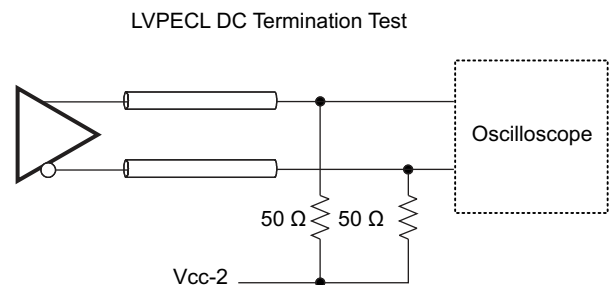 LVPECL DC Termination Test
Oscilloscope
50 Ω 50 Ω
Vcc-2